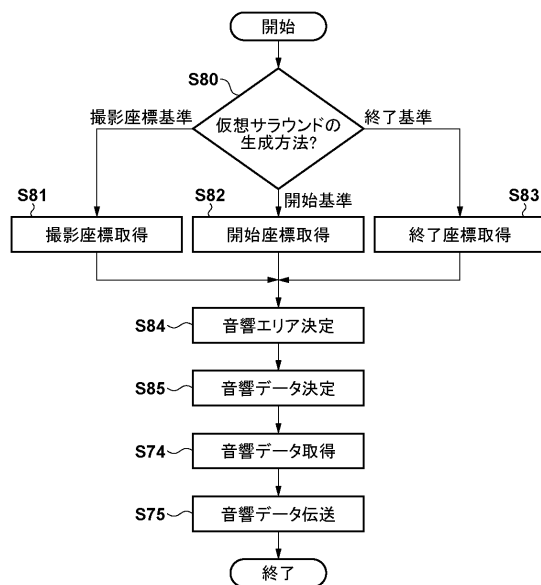 開始
S80
仮想サラウンドの
生成方法?
撮影座標基準
終了基準
開始基準
S81
撮影座標取得
S82
開始座標取得
S83
終了座標取得
S84
音響エリア決定
S85
音響データ決定
S74
音響データ取得
S75
音響データ伝送
終了